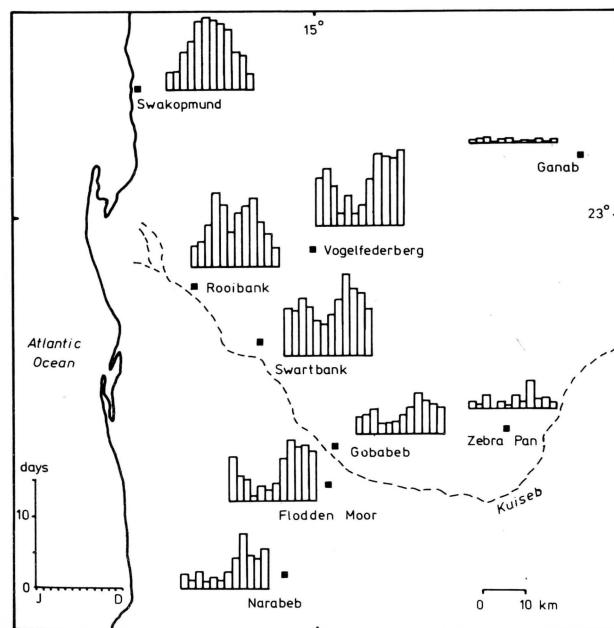 15°
Swakopmund
Ganab
23°
Vogelfederberg
Rooibank
Atlantic
Ocean
Swartbank
Zebra Pan
Gobabeb
days
Kuiseb
Flodden Moor
10
0
J D
Narabeb
0 10 km